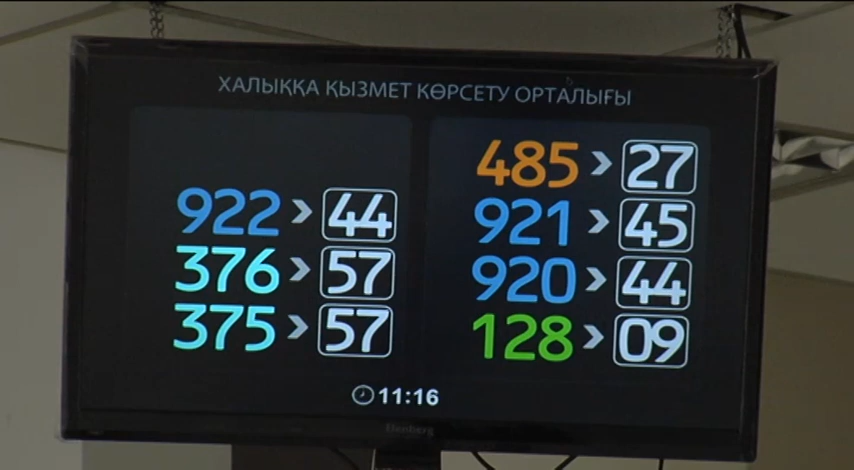 ХАЛЫҚҚА ҚЫЗМЕТ КӨРСЕТУ ОРТАЛЫҒЫ
922 > 44
376 > 57
375 > 57
485 > 27
921 > 45
920 > 44
128 > 09
11:16
Elenberg